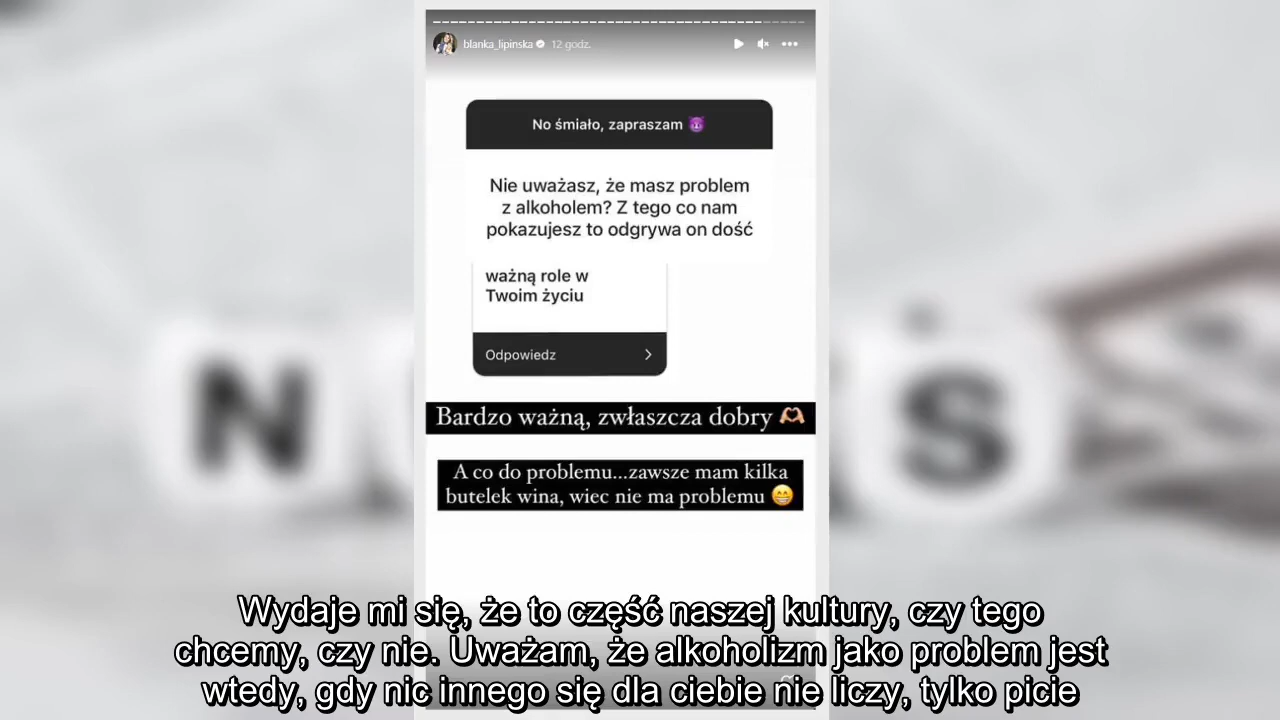 blanka_lipinska 12 godz.
No śmiało, zapraszam 😈
Nie uważasz, że masz problem
z alkoholem? Z tego co nam
pokazujesz to odgrywa on dość
ważną role w
Twoim życiu
Odpowiedz
Bardzo ważną, zwłaszcza dobry 🫶🏼
A co do problemu...zawsze mam kilka
butelek wina, wiec nie ma problemu 😁
N
Ś
Wydaje mi się, że to część naszej kultury, czy tego
chcemy, czy nie. Uważam, że alkoholizm jako problem jest
wtedy, gdy nic innego się dla ciebie nie liczy, tylko picie